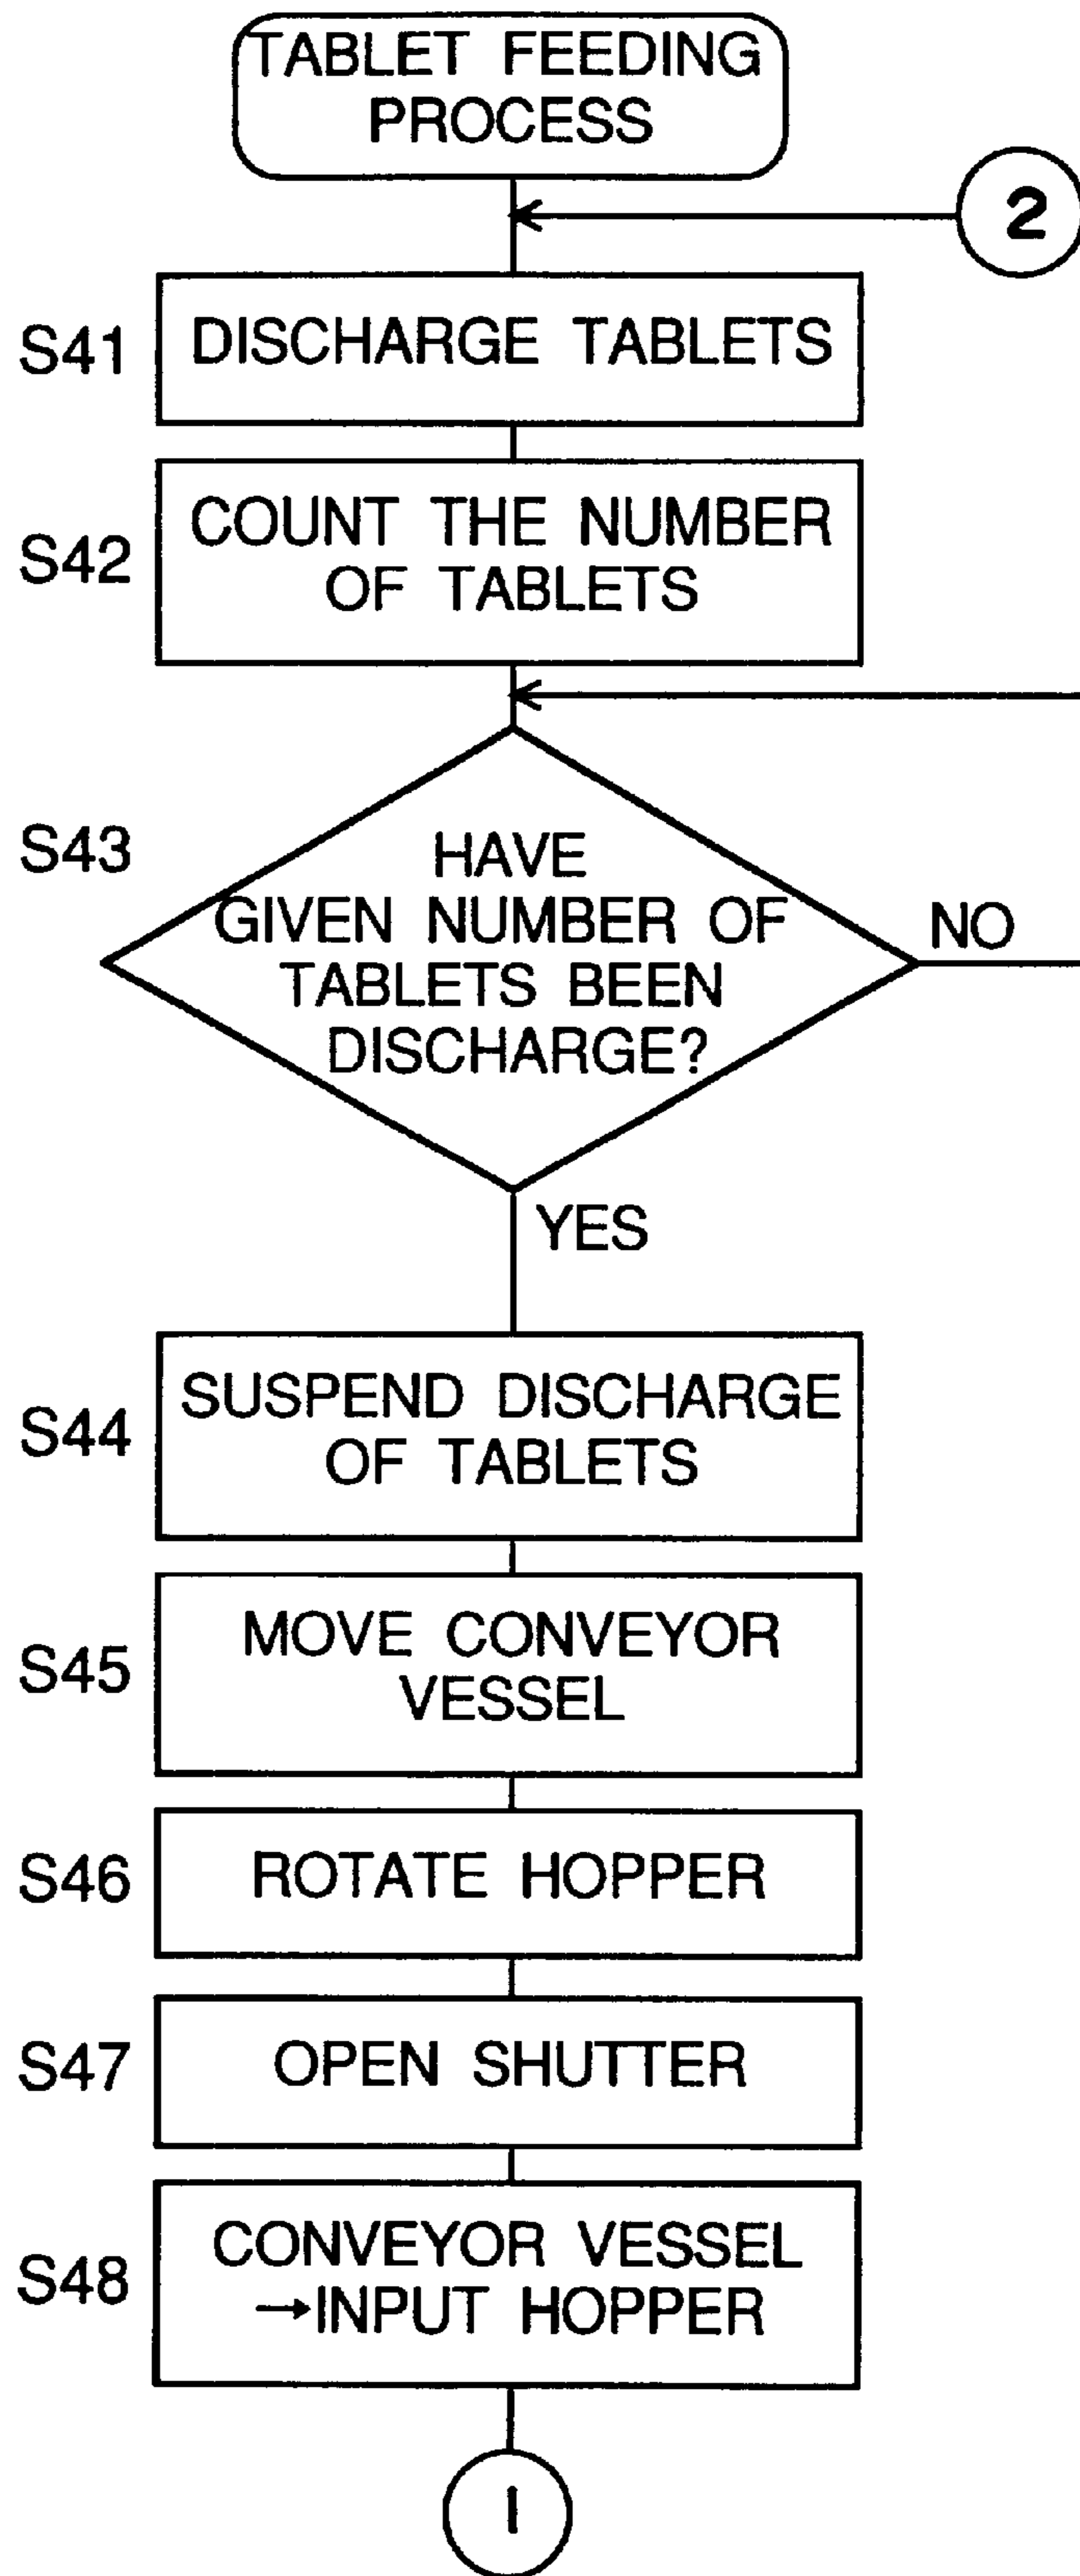 TABLET FEEDING
PROCESS
2
S41
DISCHARGE TABLETS
S42
COUNT THE NUMBER
OF TABLETS
S43
HAVE
GIVEN NUMBER OF
TABLETS BEEN
DISCHARGE?
NO
YES
S44
SUSPEND DISCHARGE
OF TABLETS
S45
MOVE CONVEYOR
VESSEL
S46
ROTATE HOPPER
S47
OPEN SHUTTER
S48
CONVEYOR VESSEL
→INPUT HOPPER
1